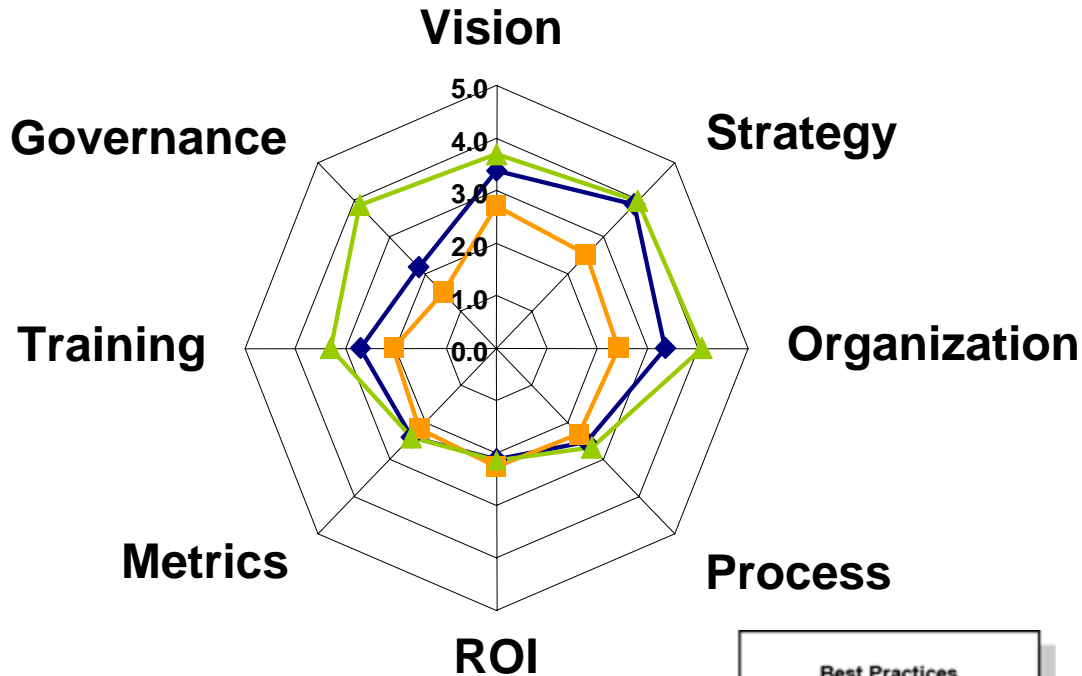 Vision
5.0
Governance
Strategy
4.0
3.0
2.0
1.0
Training
0.0
Organization
Metrics
Process
ROI
Best Practices